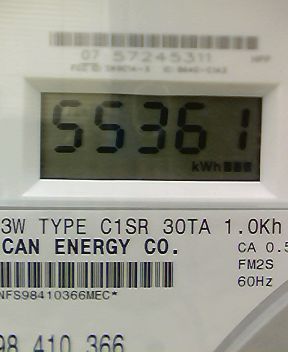 07 57245311
55361
kWh
3W TYPE C1SR 30TA 1.0Kh
CAN ENERGY CO.
CA 0.5
FM2S
60Hz
NFS98410366MEC*
98 410 366